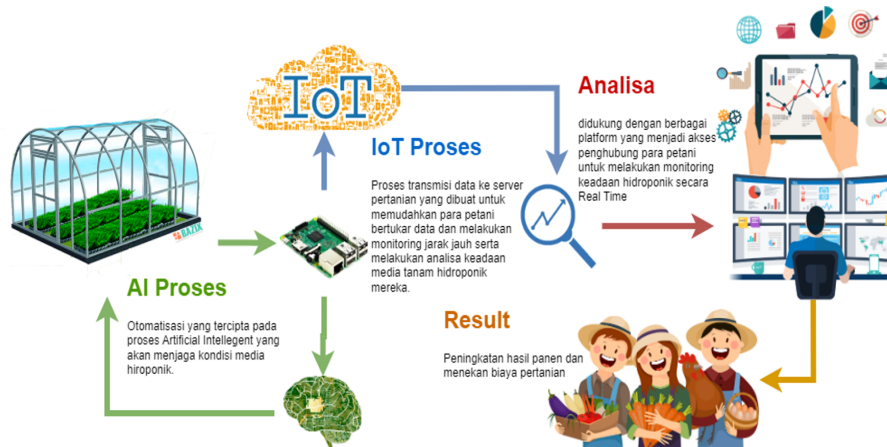 IoT
Analisa
didukung dengan berbagai
platform yang menjadi akses
penghubung para petani
untuk melakukan monitoring
keadaan hidroponik secara
Real Time
IoT Proses
Proses transmisi data ke server
pertanian yang dibuat untuk
memudahkan para petani
bertukar data dan melakukan
monitoring jarak jauh serta
melakukan analisa keadaan
media tanam hidroponik
mereka.
BAZIX
AI Proses
Otomatisasi yang tercipta pada
proses Artificial Intellegent yang
akan menjaga kondisi media
hiroponik.
Result
Peningkatan hasil panen dan
menekan biaya pertanian